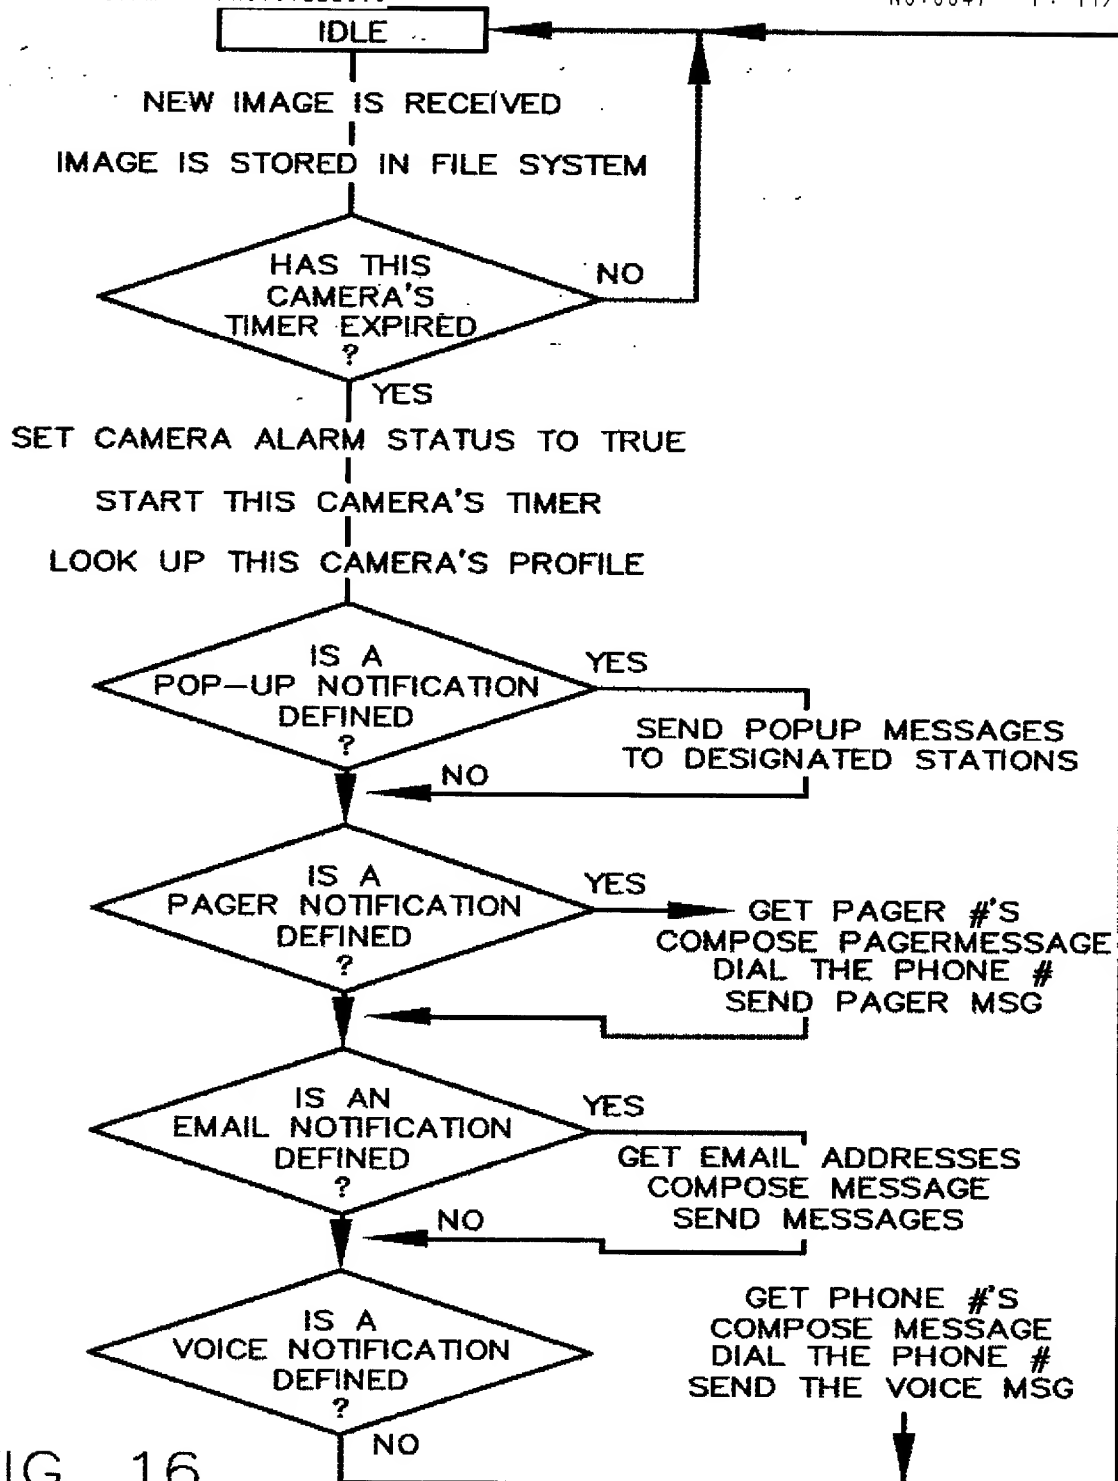 IDLE
NEW IMAGE IS RECEIVED
IMAGE IS STORED IN FILE SYSTEM
HAS THIS
CAMERA'S
TIMER EXPIRED
?
NO
YES
SET CAMERA ALARM STATUS TO TRUE
START THIS CAMERA'S TIMER
LOOK UP THIS CAMERA'S PROFILE
IS A
POP-UP NOTIFICATION
DEFINED
?
YES
SEND POPUP MESSAGES
TO DESIGNATED STATIONS
NO
IS A
PAGER NOTIFICATION
DEFINED
?
YES
GET PAGER #'S
COMPOSE PAGERMESSAGE
DIAL THE PHONE #
SEND PAGER MSG
IS AN
EMAIL NOTIFICATION
DEFINED
?
YES
GET EMAIL ADDRESSES
COMPOSE MESSAGE
SEND MESSAGES
NO
IS A
VOICE NOTIFICATION
DEFINED
?
GET PHONE #'S
COMPOSE MESSAGE
DIAL THE PHONE #
SEND THE VOICE MSG
NO
IG. 16